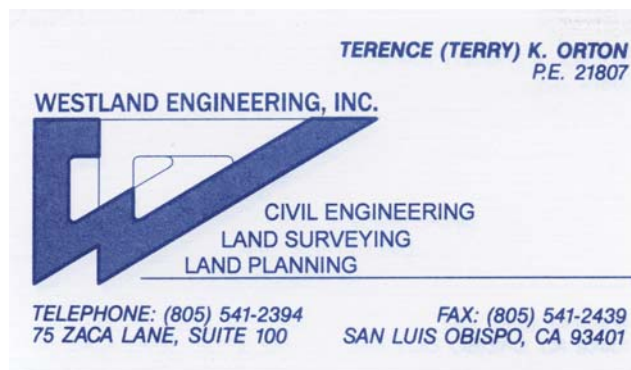 TERENCE (TERRY) K. ORTON
P.E. 21807
WESTLAND ENGINEERING, INC.
CIVIL ENGINEERING
LAND SURVEYING
LAND PLANNING
TELEPHONE: (805) 541-2394
FAX: (805) 541-2439
75 ZACA LANE, SUITE 100
SAN LUIS OBISPO, CA 93401